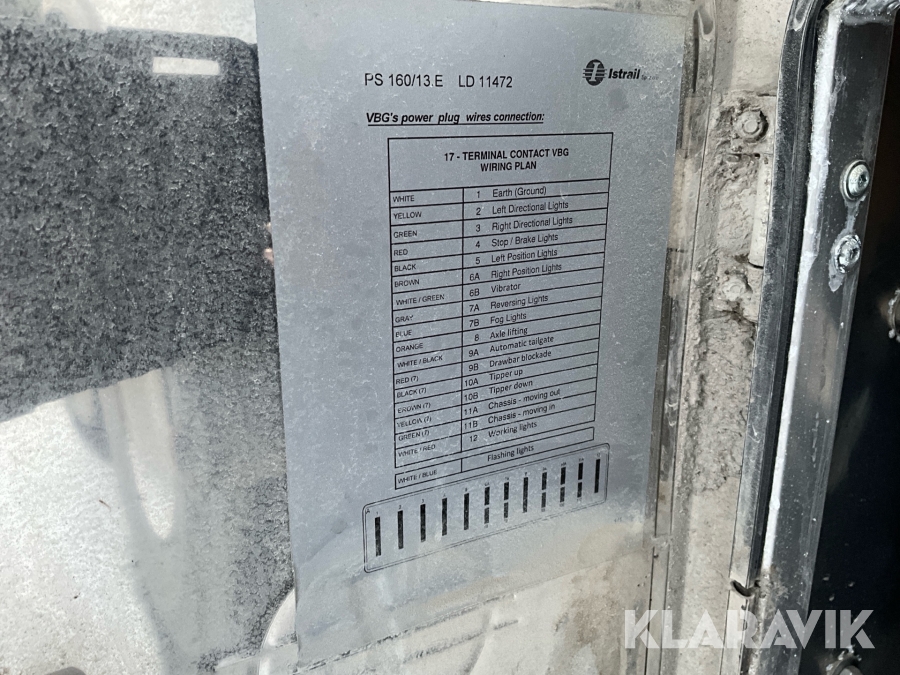 PS 160/13.E LD 11472
Istrail
VBG's power plug wires connection:
17 - TERMINAL CONTACT VBG
WIRING PLAN
WHITE 1 Earth (Ground)
YELLOW 2 Left Directional Lights
GREEN 3 Right Directional Lights
RED 4 Stop / Brake Lights
BLACK 5 Left Position Lights
BROWN 6A Right Position Lights
WHITE / GREEN 6B Vibrator
GRAY 7A Reversing Lights
BLUE 7B Fog Lights
ORANGE 8 Axle lifting
WHITE / BLACK 9A Automatic tailgate
RED (7) 9B Drawbar blockade
BLACK (7) 10A Tipper up
BROWN (7) 10B Tipper down
YELLOW (7) 11A Chassis - moving out
GREEN (7) 11B Chassis - moving in
WHITE / RED 12 Working lights
WHITE / BLUE Flashing lights
KLARAVIK